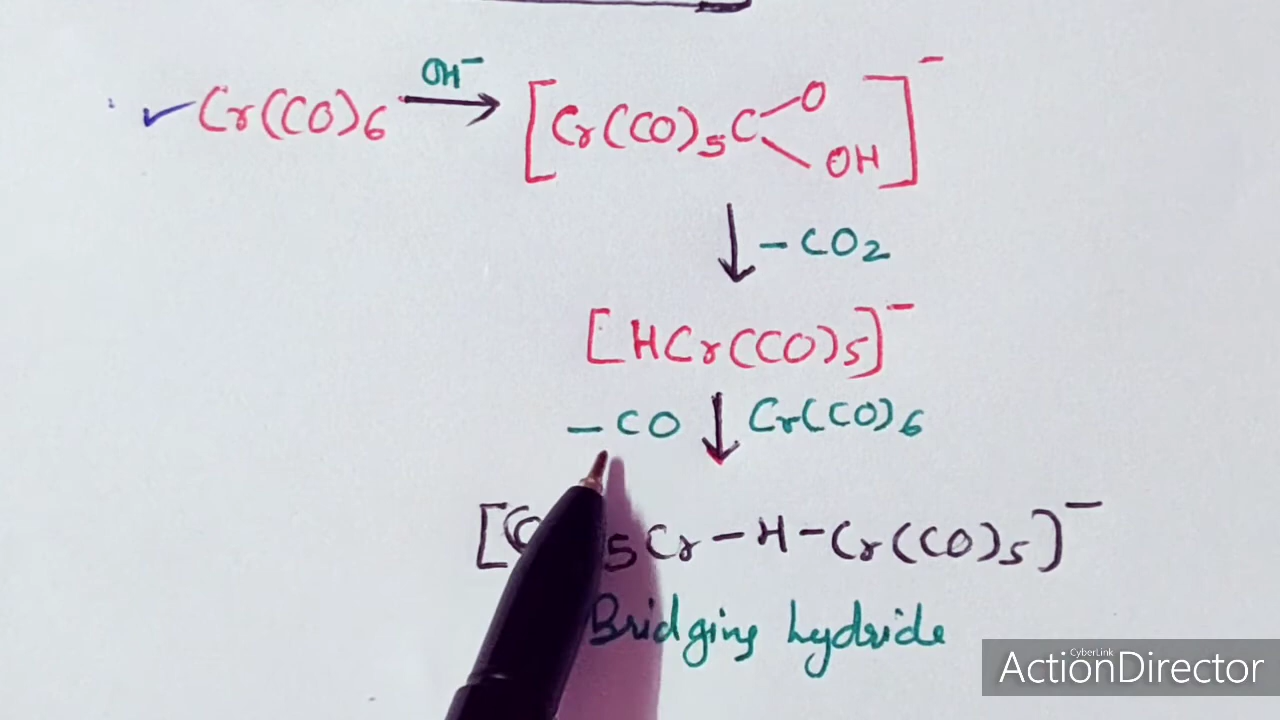 Cr(CO)6 OH⁻ [Cr(CO)5C O OH]⁻
-CO2
[HCr(CO)5]⁻
-CO Cr(CO)6
[(C 5Cr-H-Cr(CO)5]⁻
Bridging hydride
CyberLink
ActionDirector